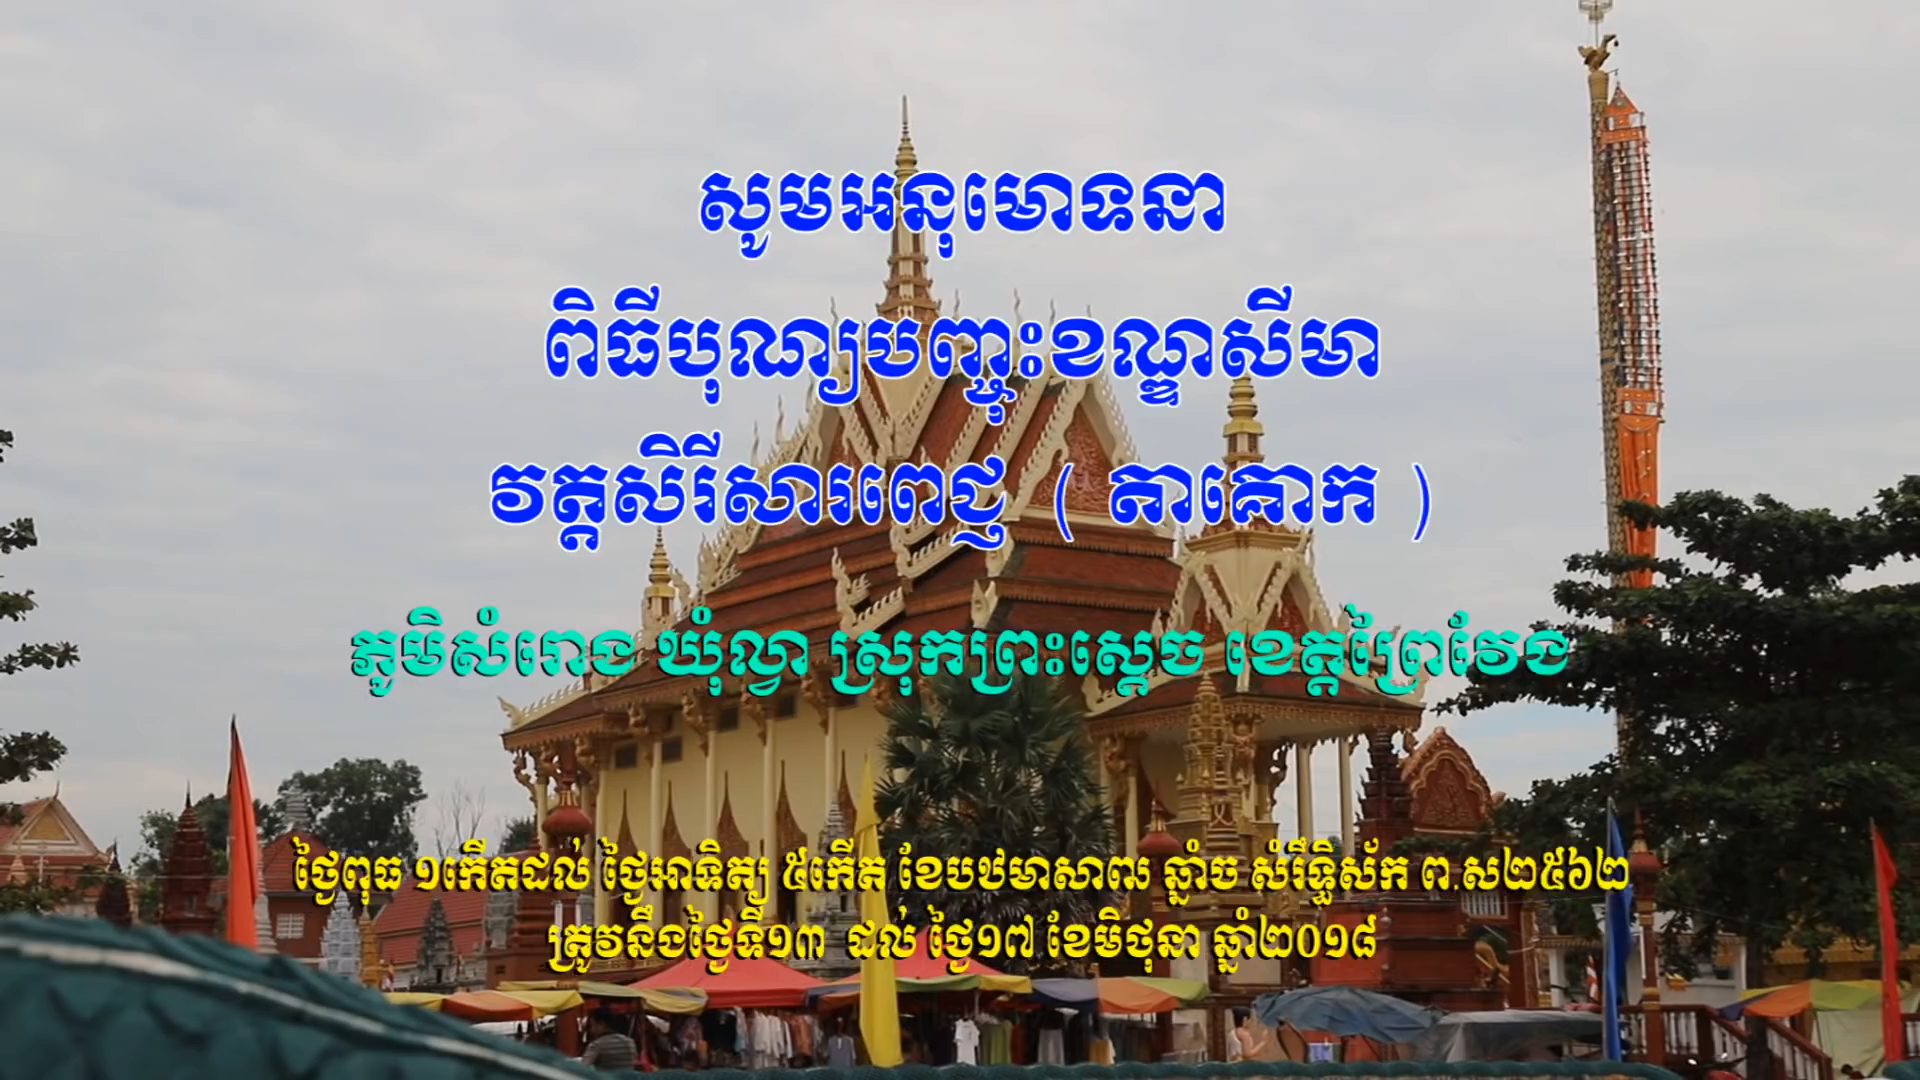 សូមអនុមោទនា
ពិធីបុណ្យបញ្ចុះខណ្ឌសីមា
វត្តសិរីសារពេជ្ញ ( តាគោក )
ភូមិសំរោង ឃុំល្វា ស្រុកព្រះស្ដេច ខេត្តព្រៃវែង
ថ្ងៃពុធ ១កើតដល់ ថ្ងៃអាទិត្យ ៥កើត ខែបឋមាសាឍ ឆ្នាំច សំរឹទ្ធិស័ក ព.ស២៥៦២
ត្រូវនឹងថ្ងៃទី១៣ ដល់ ថ្ងៃ១៧ ខែមិថុនា ឆ្នាំ២០១៨